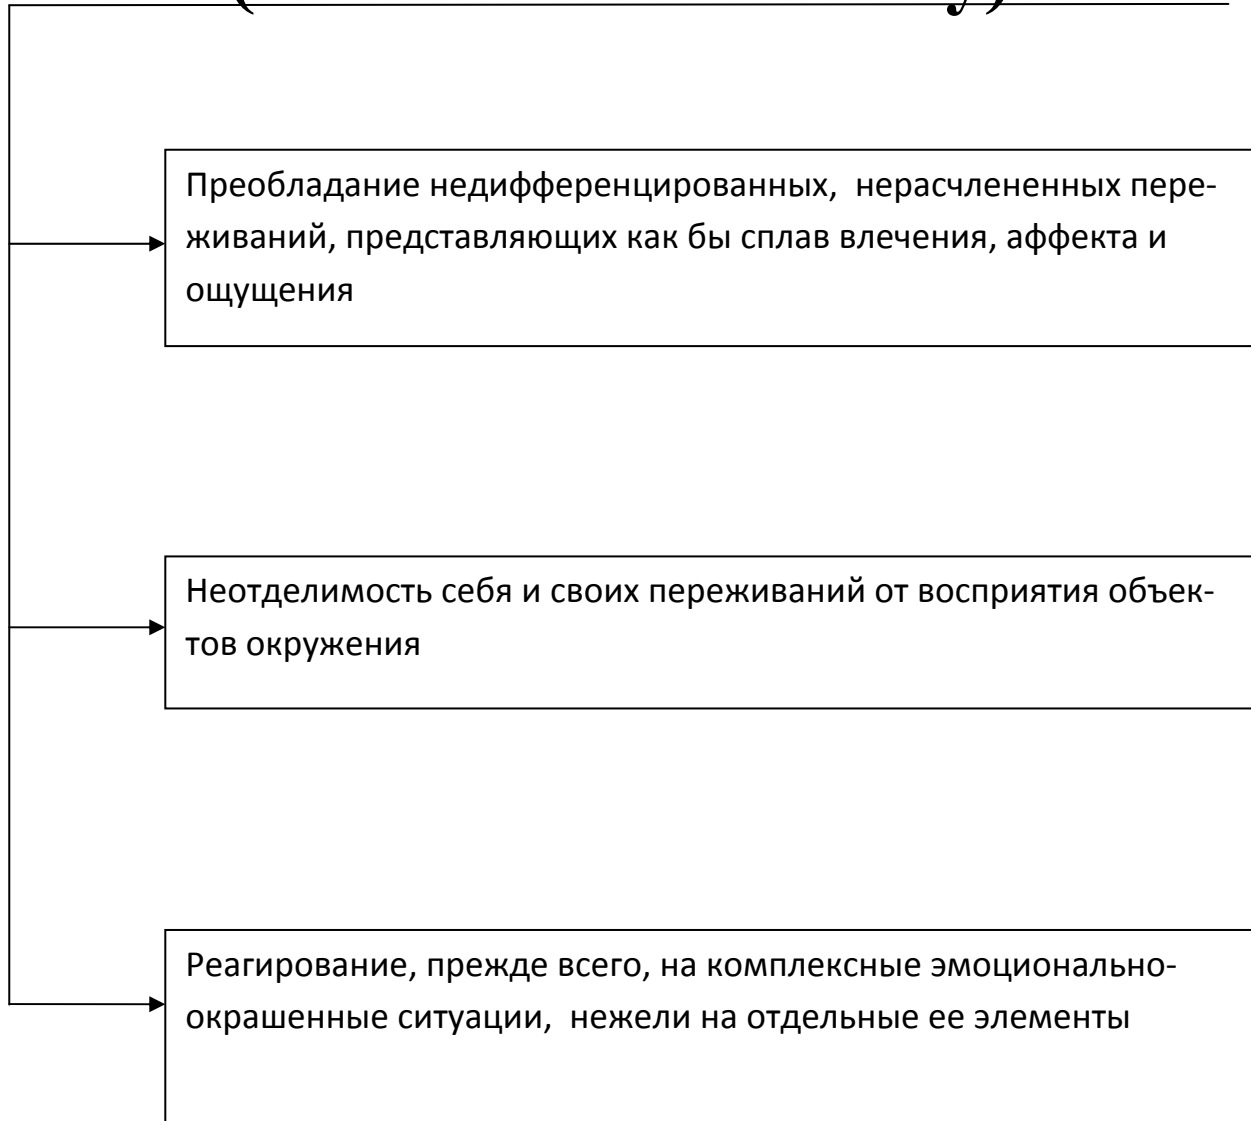 Преобладание недифференцированных, нерасчлененных пере-
живаний, представляющих как бы сплав влечения, аффекта и
ощущения
Неотделимость себя и своих переживаний от восприятия объек-
тов окружения
Реагирование, прежде всего, на комплексные эмоционально-
окрашенные ситуации, нежели на отдельные ее элементы